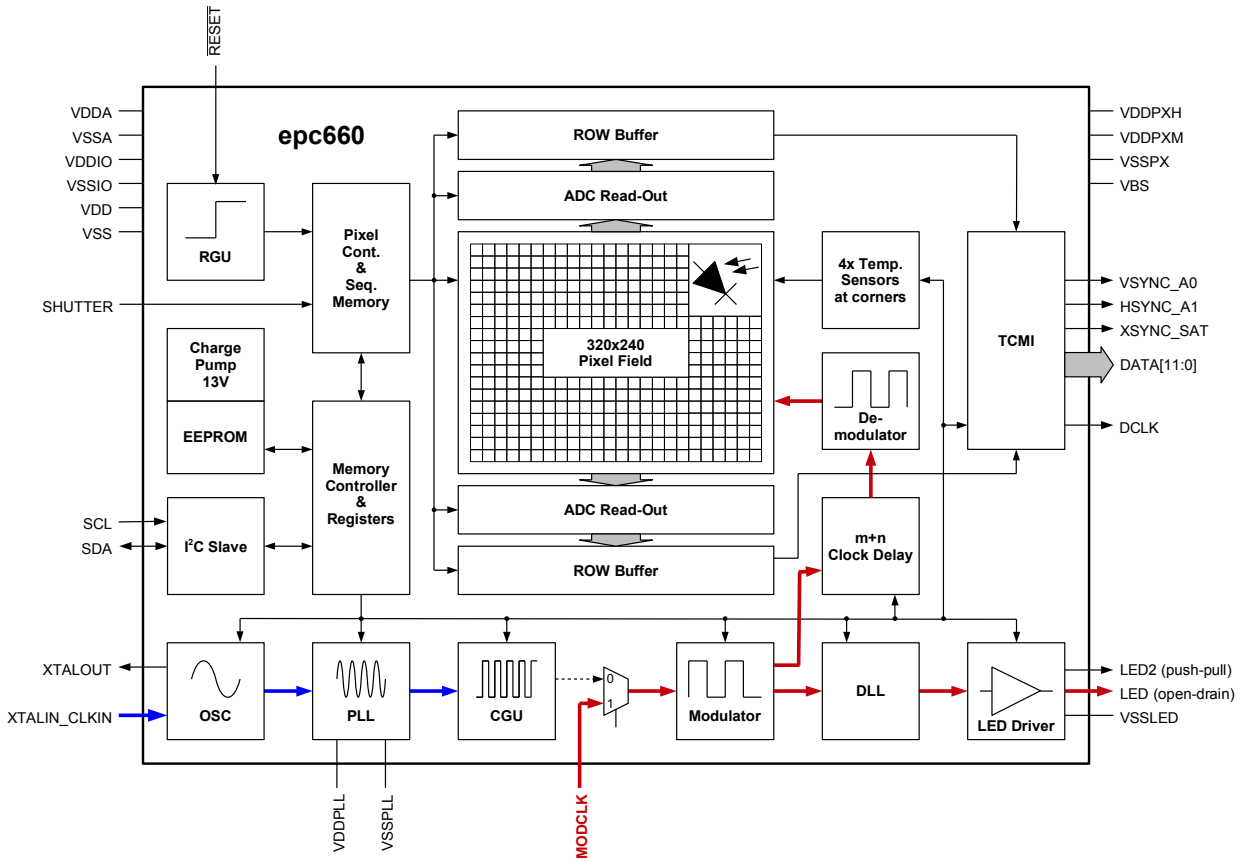 RESET
VDDA
VSSA
VDDIO
VSSIO
VDD
VSS
SHUTTER
SCL
SDA
XTALOUT
XTALIN_CLKIN
epc660
RGU
Pixel
Cont.
&
Seq.
Memory
Charge
Pump
13V
EEPROM
I²C Slave
Memory
Controller
&
Registers
ROW Buffer
ADC Read-Out
320x240
Pixel Field
ADC Read-Out
ROW Buffer
4x Temp.
Sensors
at corners
De-
modulator
m+n
Clock Delay
TCMI
OSC
PLL
CGU
0
1
Modulator
DLL
LED Driver
VDDPXH
VDDPXM
VSSPX
VBS
VSYNC_A0
HSYNC_A1
XSYNC_SAT
DATA[11:0]
DCLK
LED2 (push-pull)
LED (open-drain)
VSSLED
VDDPLL
VSSPLL
MODCLK